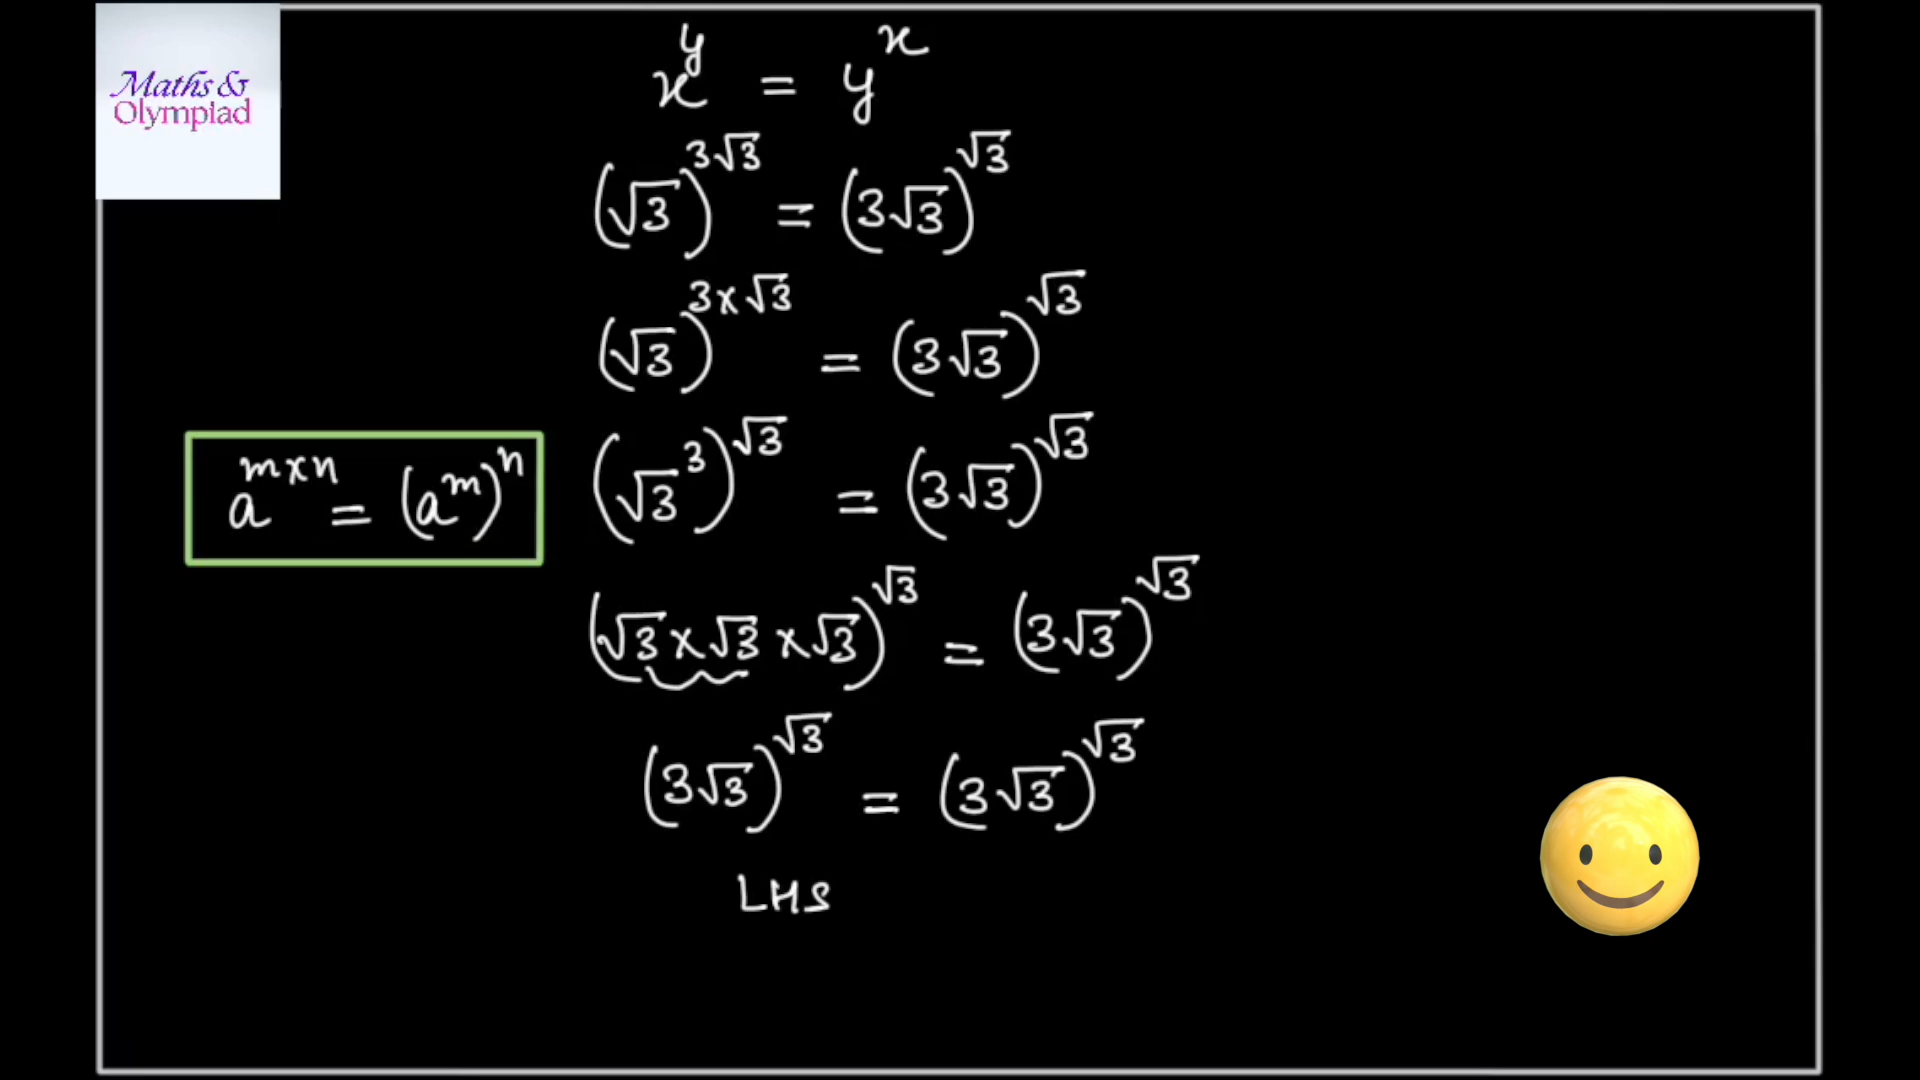 Maths &
Olympiad
x^y = y^x
(√3)^{3√3} = (3√3)^{√3}
(√3)^{3×√3} = (3√3)^{√3}
a^{m×n} = (a^m)^n
(√3^3)^{√3} = (3√3)^{√3}
(√3×√3×√3)^{√3} = (3√3)^{√3}
(3√3)^{√3} = (3√3)^{√3}
LHS